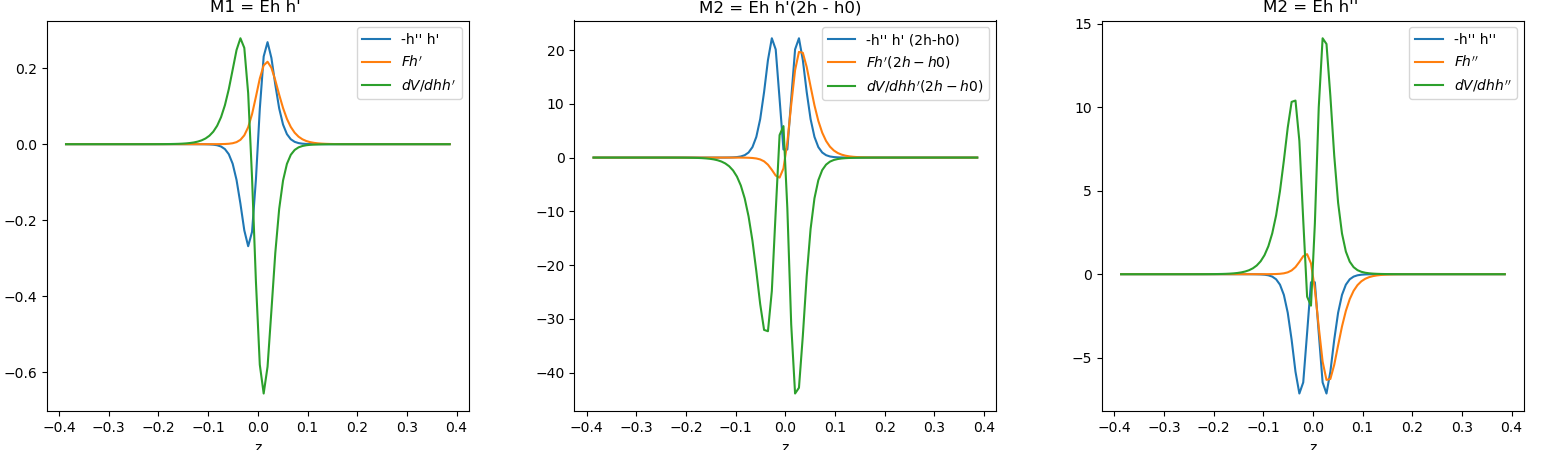 M1 = Eh h'
-h'' h'
Fh′
dV/dhh′
0.2
0.0
−0.2
−0.4
−0.6
−0.4 −0.3 −0.2 −0.1 0.0 0.1 0.2 0.3 0.4
z
M2 = Eh h'(2h - h0)
-h'' h' (2h-h0)
Fh′(2h − h0)
dV/dhh′(2h − h0)
20
10
0
−10
−20
−30
−40
−0.4 −0.3 −0.2 −0.1 0.0 0.1 0.2 0.3 0.4
z
M2 = Eh h''
-h'' h''
Fh″
dV/dhh″
15
10
5
0
−5
−0.4 −0.3 −0.2 −0.1 0.0 0.1 0.2 0.3 0.4
z